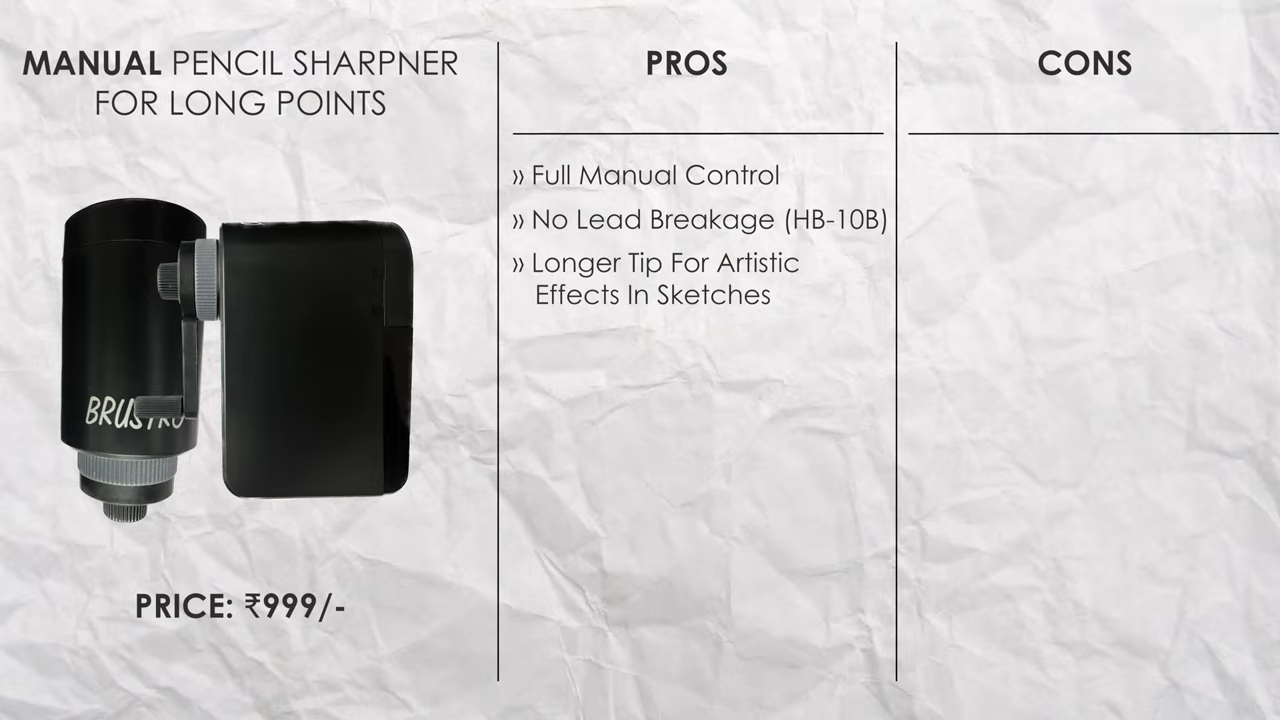 MANUAL PENCIL SHARPNER
FOR LONG POINTS
BRUSTRO
PRICE: ₹999/-
PROS
» Full Manual Control
» No Lead Breakage (HB-10B)
» Longer Tip For Artistic
Effects In Sketches
CONS